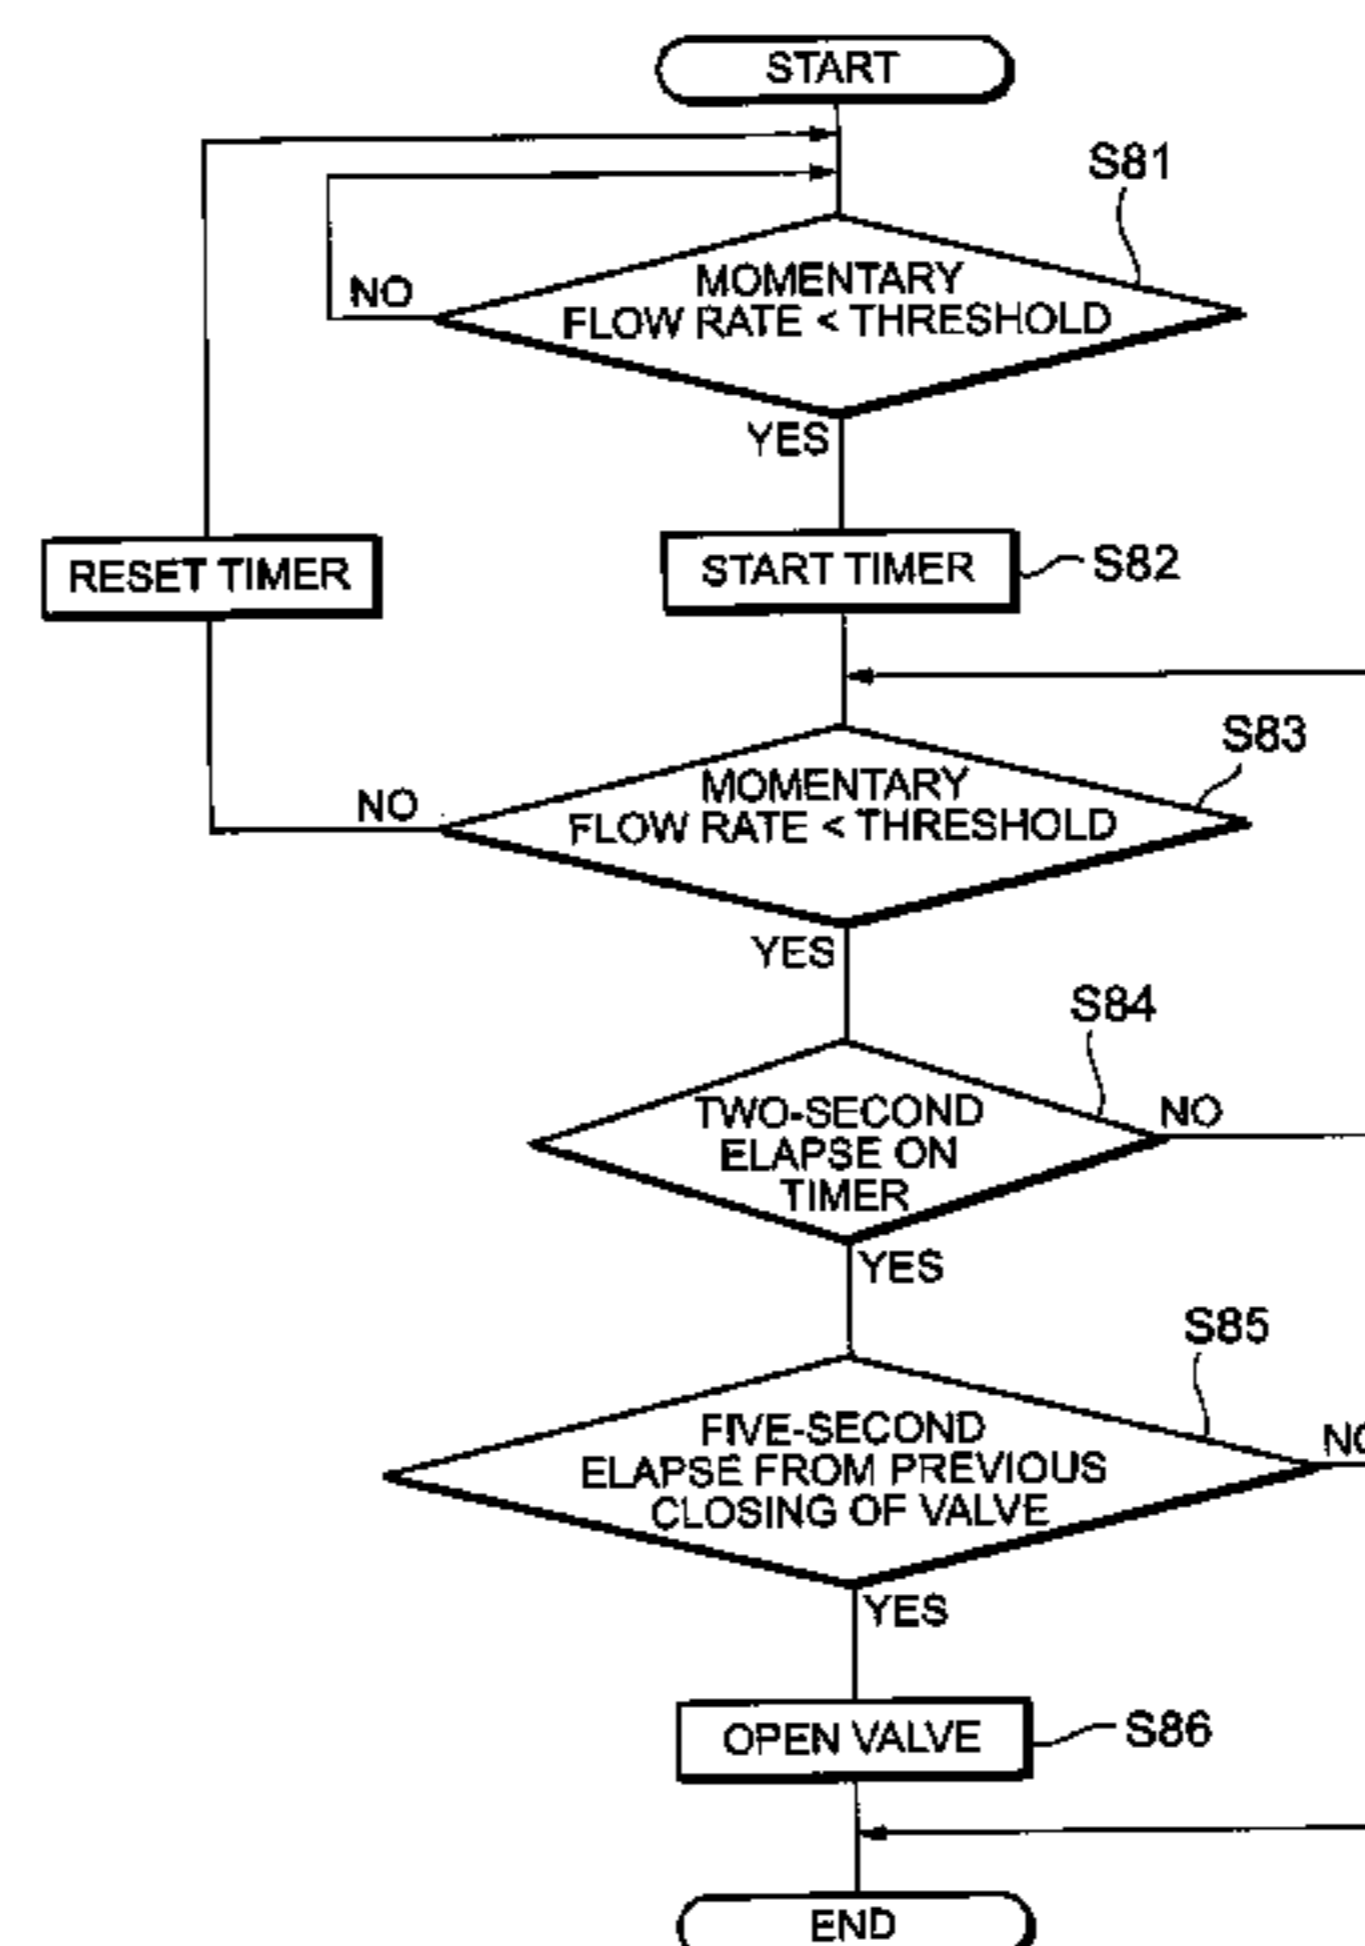 START
S81
MOMENTARY
FLOW RATE < THRESHOLD
NO
YES
RESET TIMER
START TIMER
S82
S83
MOMENTARY
FLOW RATE < THRESHOLD
NO
YES
S84
TWO-SECOND
ELAPSE ON
TIMER
NO
YES
S85
FIVE-SECOND
ELAPSE FROM PREVIOUS
CLOSING OF VALVE
NO
YES
OPEN VALVE
S86
END